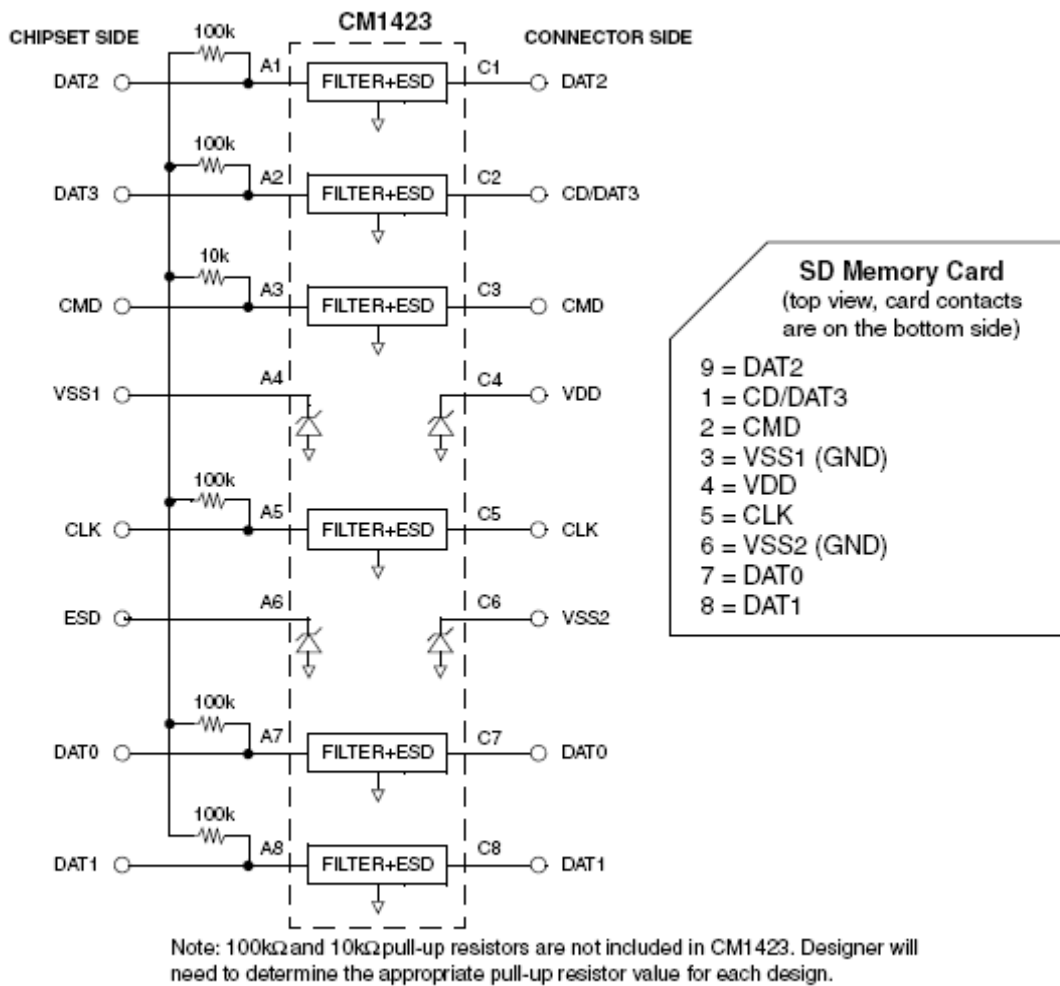 CM1423
CHIPSET SIDE
CONNECTOR SIDE
100k
DAT2 A1 FILTER+ESD C1 DAT2
100k
DAT3 A2 FILTER+ESD C2 CD/DAT3
10k
CMD A3 FILTER+ESD C3 CMD
VSS1 A4 C4 VDD
100k
CLK A5 FILTER+ESD C5 CLK
ESD A6 C6 VSS2
100k
DAT0 A7 FILTER+ESD C7 DAT0
100k
DAT1 A8 FILTER+ESD C8 DAT1
SD Memory Card
(top view, card contacts
are on the bottom side)
9 = DAT2
1 = CD/DAT3
2 = CMD
3 = VSS1 (GND)
4 = VDD
5 = CLK
6 = VSS2 (GND)
7 = DAT0
8 = DAT1
Note: 100kΩ and 10kΩ pull-up resistors are not included in CM1423. Designer will
need to determine the appropriate pull-up resistor value for each design.